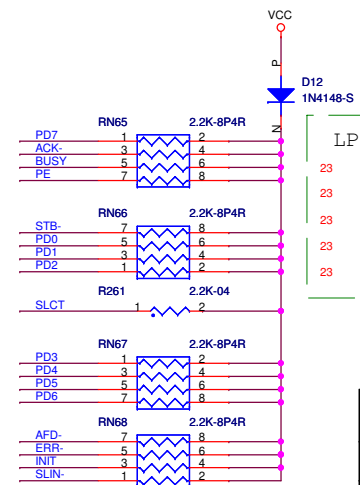 VCC
P
D12
1N4148-S
N
LP
RN65 2.2K-8P4R
PD7 1 2
ACK- 3 4
BUSY 5 6
PE 7 8
23
23
23
23
23
RN66 2.2K-8P4R
STB- 7 8
PD0 5 6
PD1 3 4
PD2 1 2
R261 2.2K-04
SLCT 1 2
RN67 2.2K-8P4R
PD3 1 2
PD4 3 4
PD5 5 6
PD6 7 8
RN68 2.2K-8P4R
AFD- 7 8
ERR- 5 6
INIT 3 4
SLIN- 1 2